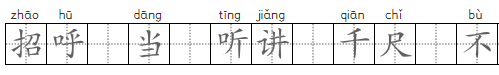 zhāo hū dāng tīng jiǎng qiān chǐ bù
招呼 当 听讲 千尺 不